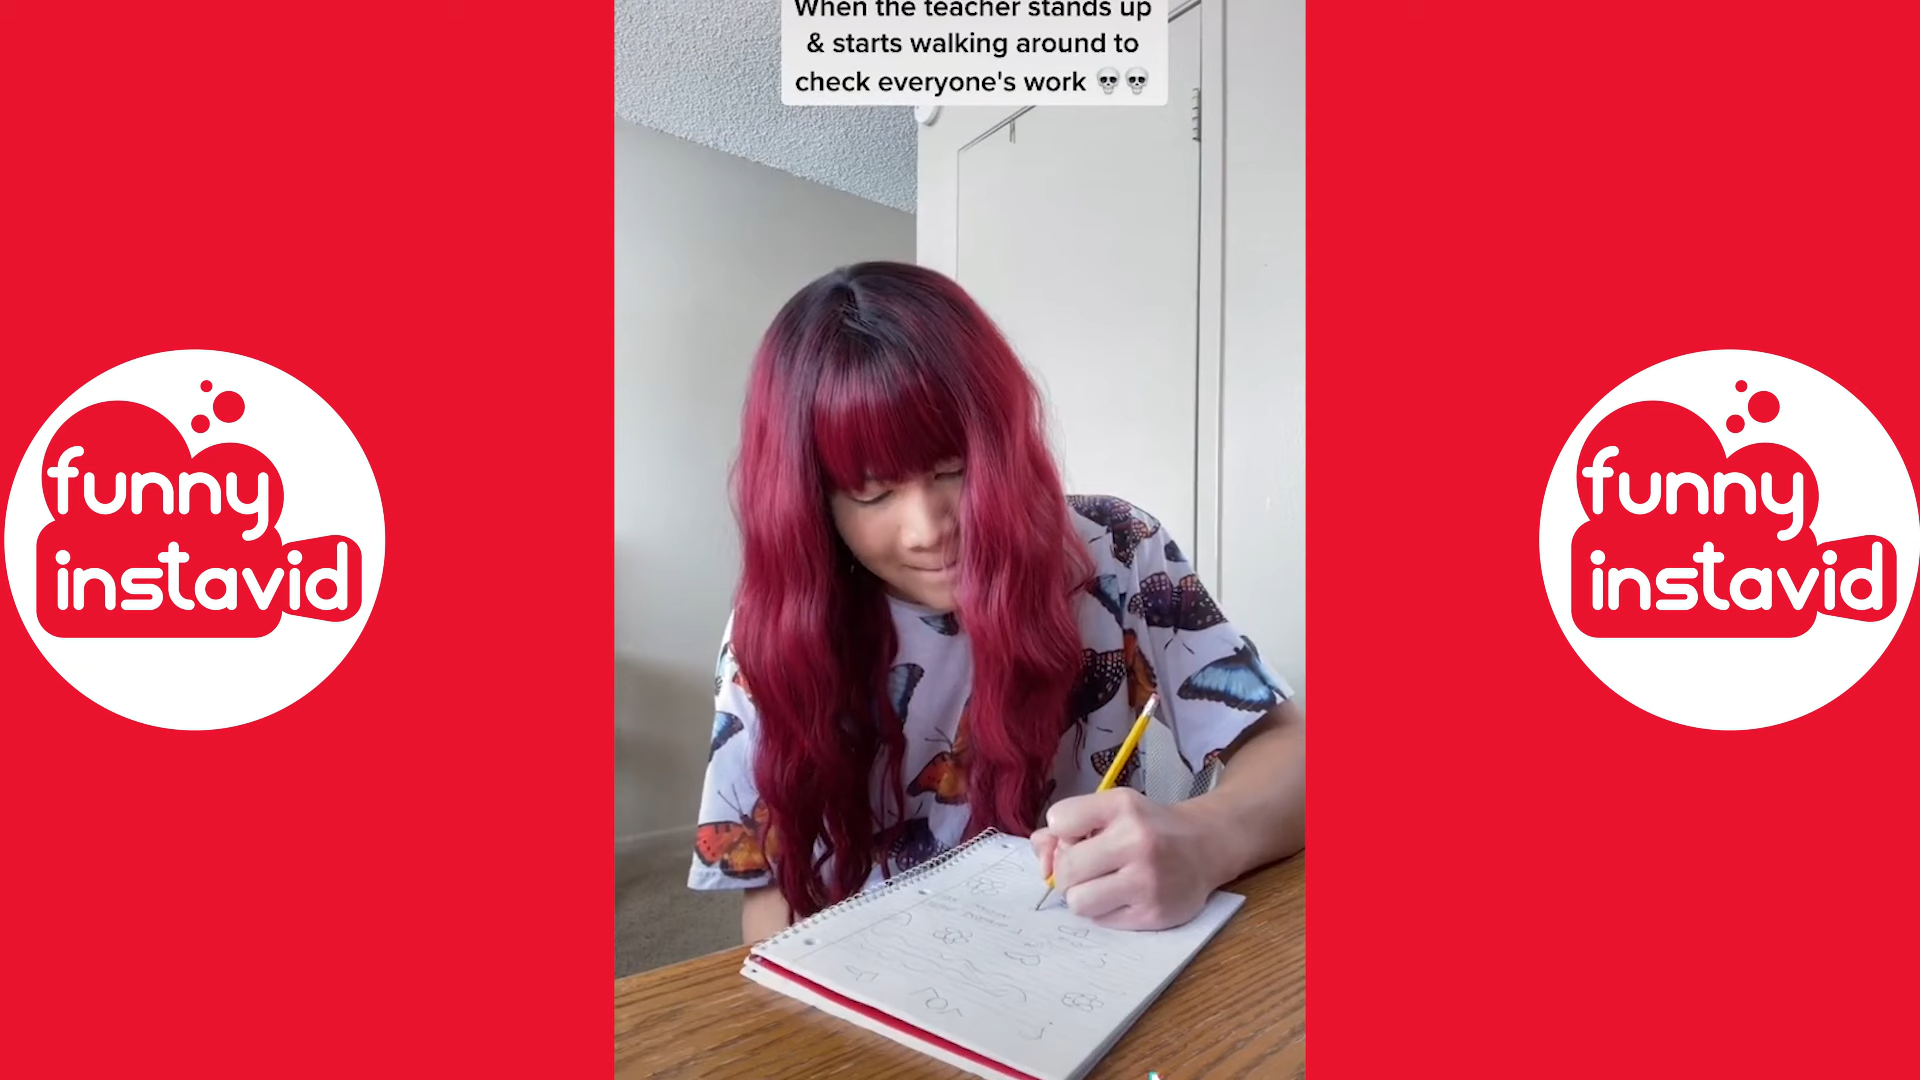 When the teacher stands up
& starts walking around to
check everyone's work 💀💀
funny
instavid
funny
instavid